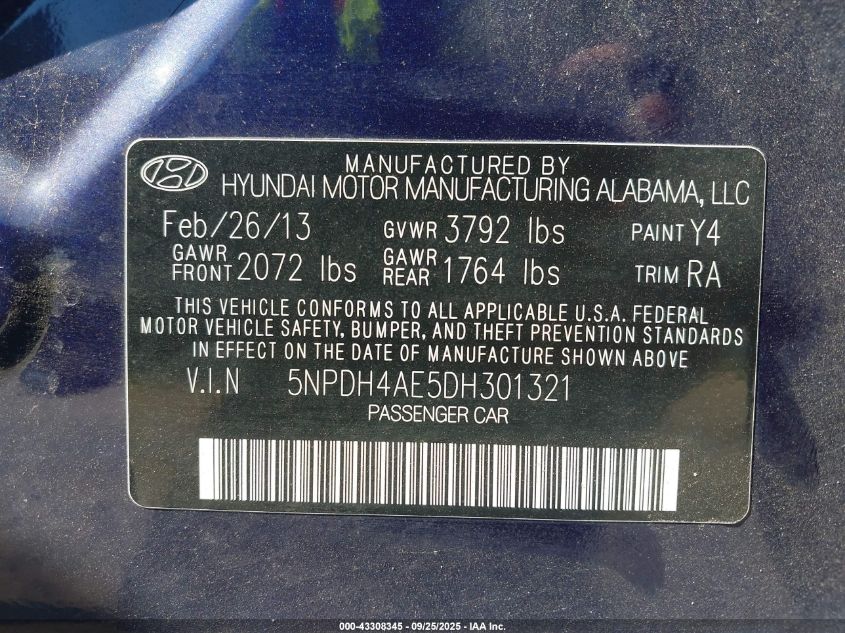 MANUFACTURED BY
HYUNDAI MOTOR MANUFACTURING ALABAMA, LLC
Feb/26/13 GVWR 3792 lbs PAINT Y4
GAWR FRONT 2072 lbs GAWR REAR 1764 lbs TRIM RA
THIS VEHICLE CONFORMS TO ALL APPLICABLE U.S.A. FEDERAL
MOTOR VEHICLE SAFETY, BUMPER, AND THEFT PREVENTION STANDARDS
IN EFFECT ON THE DATE OF MANUFACTURE SHOWN ABOVE
V.I.N 5NPDH4AE5DH301321
PASSENGER CAR
000-43308345 - 09/25/2025 - IAA Inc.